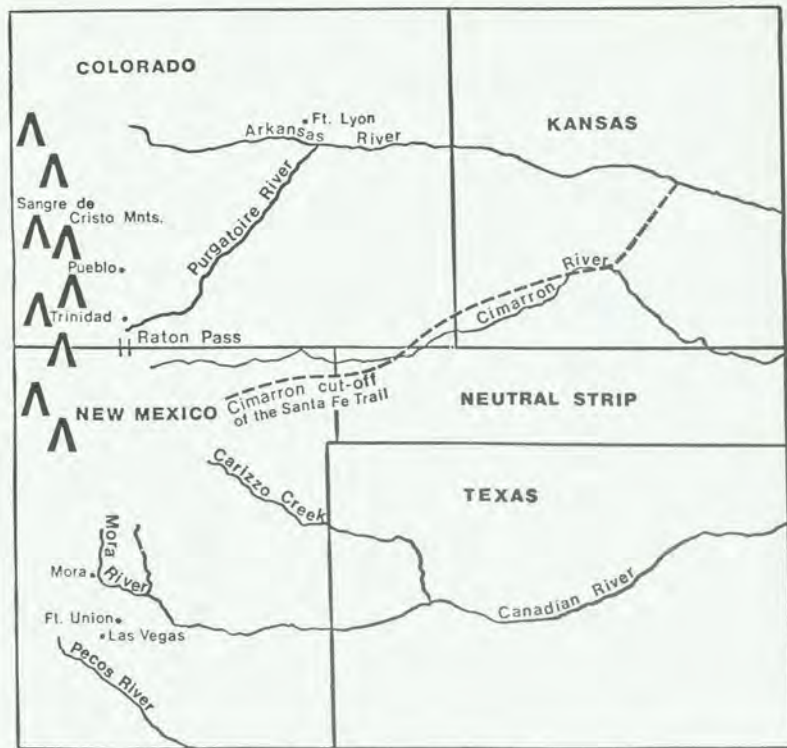 COLORADO
Ft. Lyon
Arkansas River
KANSAS
Purgatoire River
Sangre de
Cristo Mnts.
Pueblo
Trinidad
Raton Pass
Cimarron River
NEW MEXICO
Cimarron cut-off
of the Santa Fe Trail
NEUTRAL STRIP
Carizzo Creek
TEXAS
Mora River
Mora
Canadian River
Ft. Union
Las Vegas
Pecos River